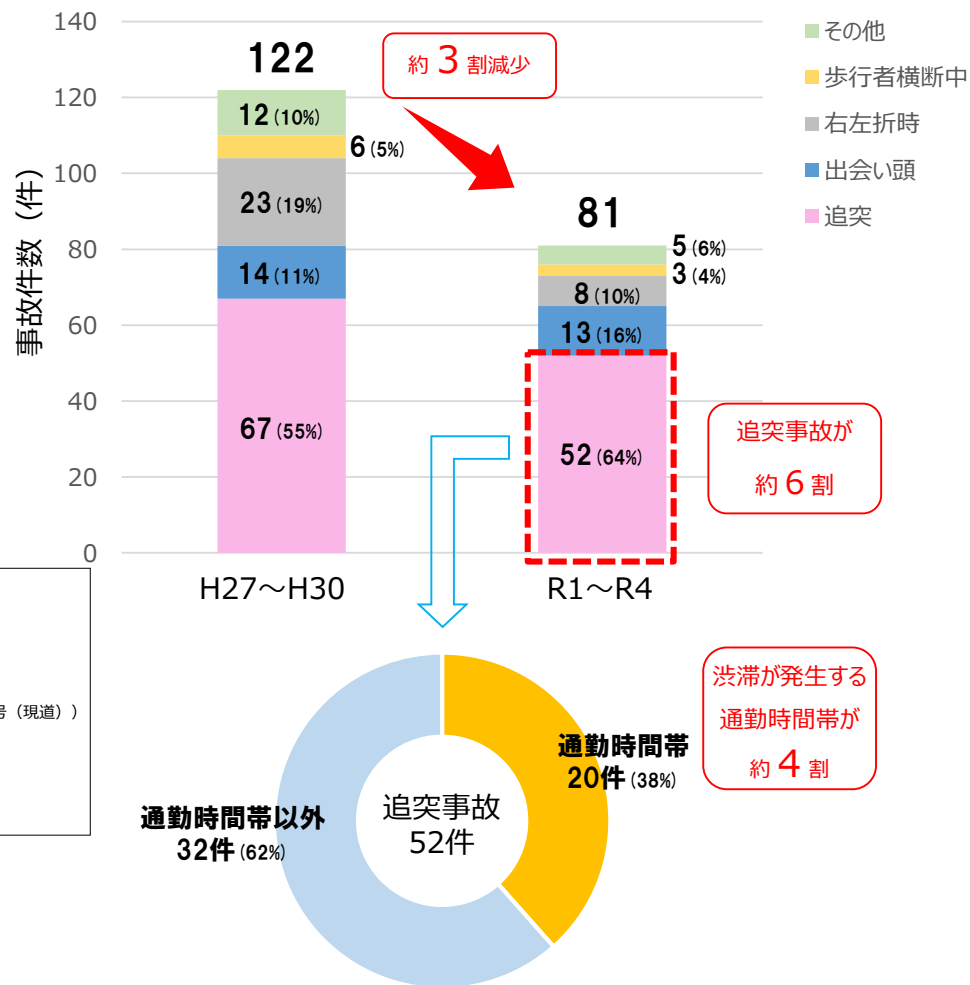 140
120
100
80
60
40
20
0
事故件数（件）
122
12(10%)
6(5%)
23(19%)
14(11%)
67(55%)
約3割減少
81
5(6%)
3(4%)
8(10%)
13(16%)
52(64%)
その他
歩行者横断中
右左折時
出会い頭
追突
追突事故が
約6割
H27～H30
R1～R4
号（現道））
渋滞が発生する
通勤時間帯が
約4割
通勤時間帯
20件(38%)
追突事故
52件
通勤時間帯以外
32件(62%)